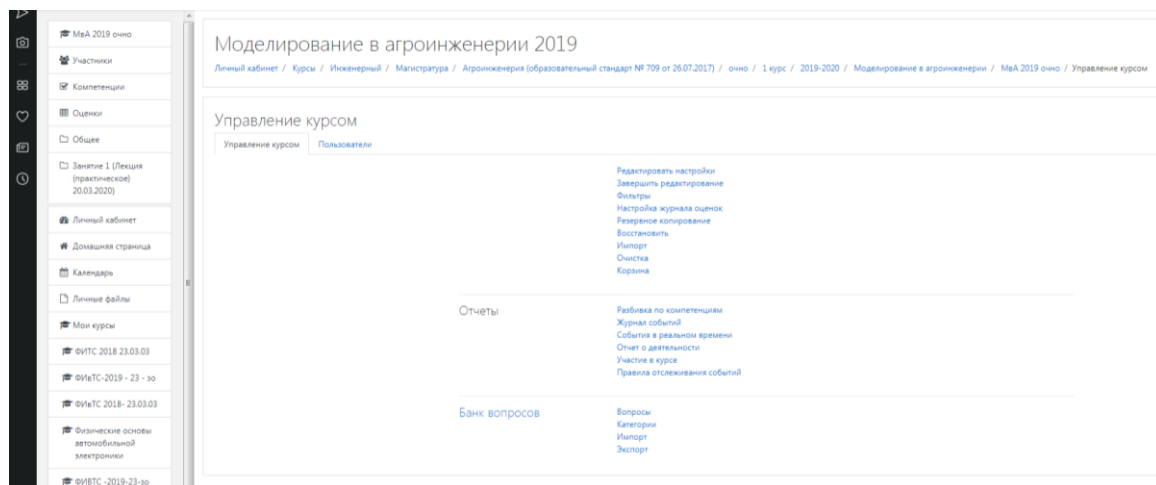 МвА 2019 очно
Участники
Компетенции
Оценки
Общее
Занятие 1 (Лекция
(практическое)
20.03.2020)
Личный кабинет
Домашняя страница
Календарь
Личные файлы
Мои курсы
ФИТС 2018 23.03.03
ФИвТС-2019 - 23 - зо
ФИвТС 2018- 23.03.03
Физические основы
автомобильной
электроники
ФИВТС -2019-23-зо
Моделирование в агроинженерии 2019
Личный кабинет / Курсы / Инженерный / Магистратура / Агроинженерия (образовательный стандарт № 709 от 26.07.2017) / очно / 1 курс / 2019-2020 / Моделирование в агроинженерии / МвА 2019 очно / Управление курсом
Управление курсом
Управление курсом Пользователи
Редактировать настройки
Завершить редактирование
Фильтры
Настройка журнала оценок
Резервное копирование
Восстановить
Импорт
Очистка
Корзина
Отчеты
Разбивка по компетенциям
Журнал событий
События в реальном времени
Отчет о деятельности
Участие в курсе
Правила отслеживания событий
Банк вопросов
Вопросы
Категории
Импорт
Экспорт